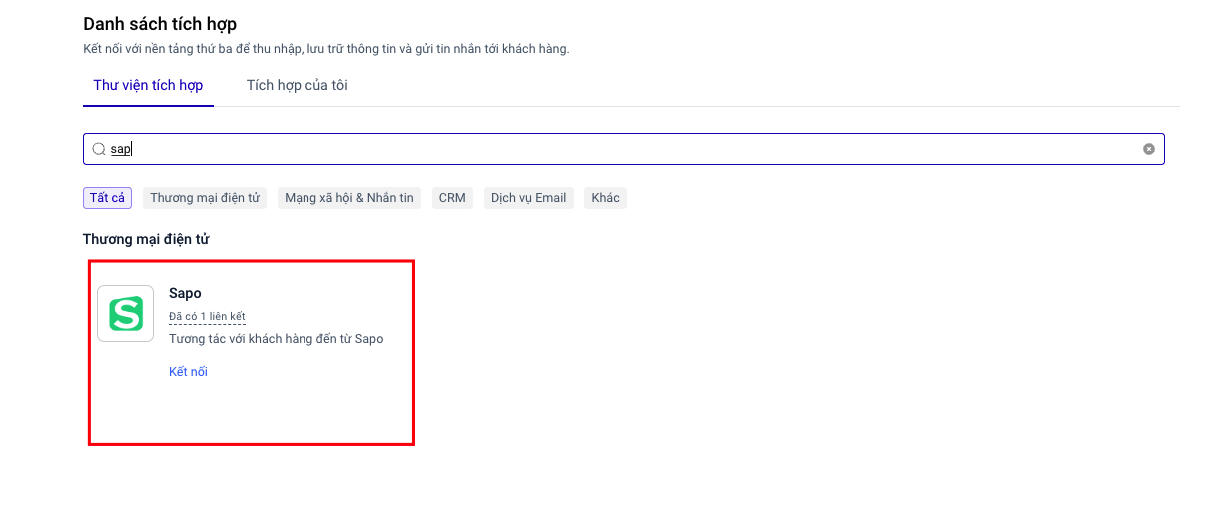 Danh sách tích hợp
Kết nối với nền tảng thứ ba để thu nhập, lưu trữ thông tin và gửi tin nhắn tới khách hàng.
Thư viện tích hợp Tích hợp của tôi
sap
Tất cả Thương mại điện tử Mạng xã hội & Nhắn tin CRM Dịch vụ Email Khác
Thương mại điện tử
Sapo
Đã có 1 liên kết
Tương tác với khách hàng đến từ Sapo
Kết nối